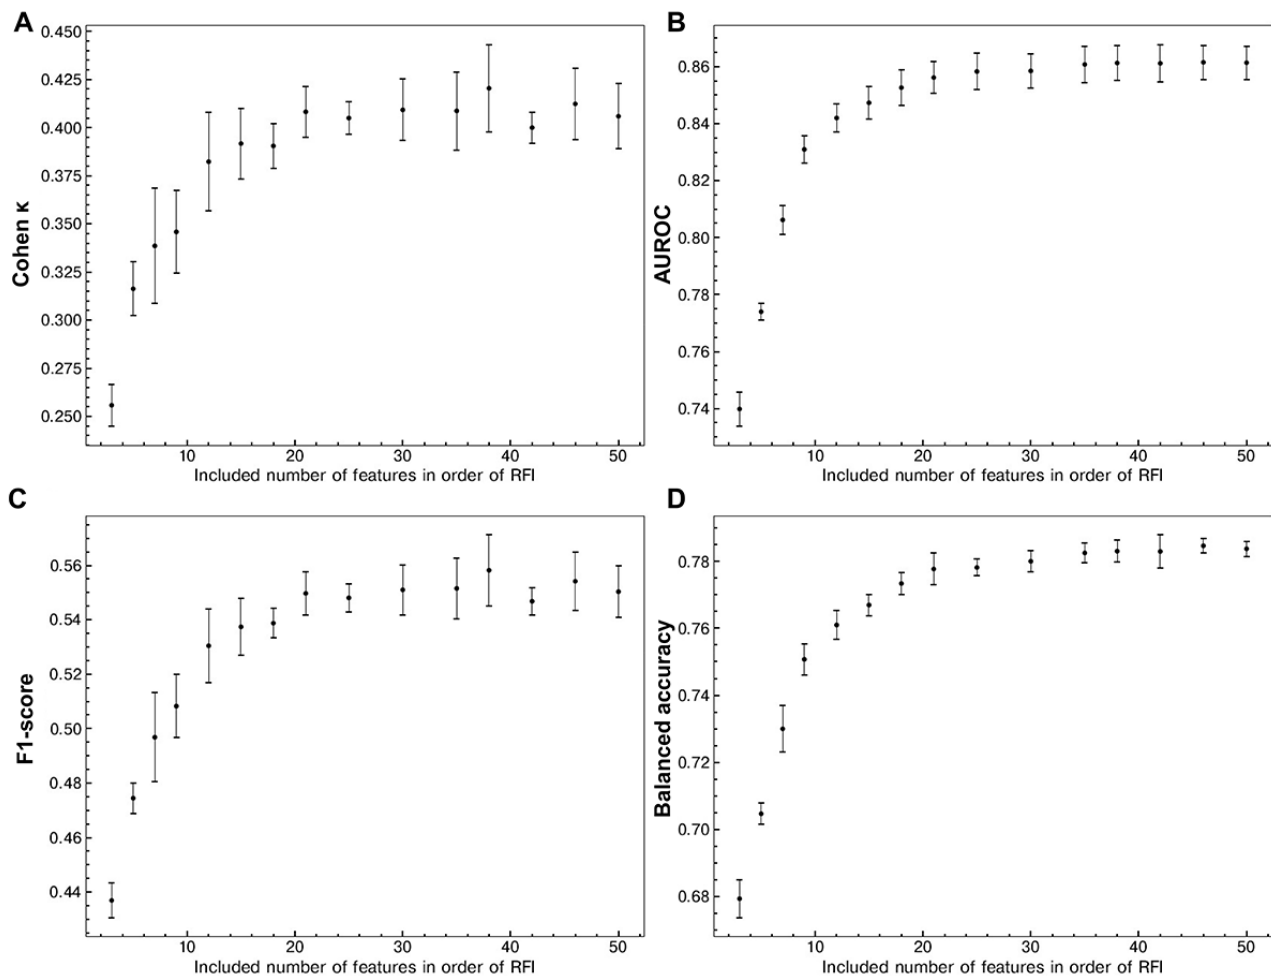 A
0.450
0.425
0.400
0.375
0.350
0.325
0.300
0.275
0.250
Cohen κ
10 20 30 40 50
Included number of features in order of RFI
B
0.86
0.84
0.82
0.80
0.78
0.76
0.74
AUROC
10 20 30 40 50
Included number of features in order of RFI
C
0.56
0.54
0.52
0.50
0.48
0.46
0.44
F1-score
10 20 30 40 50
Included number of features in order of RFI
D
0.78
0.76
0.74
0.72
0.70
0.68
Balanced accuracy
10 20 30 40 50
Included number of features in order of RFI